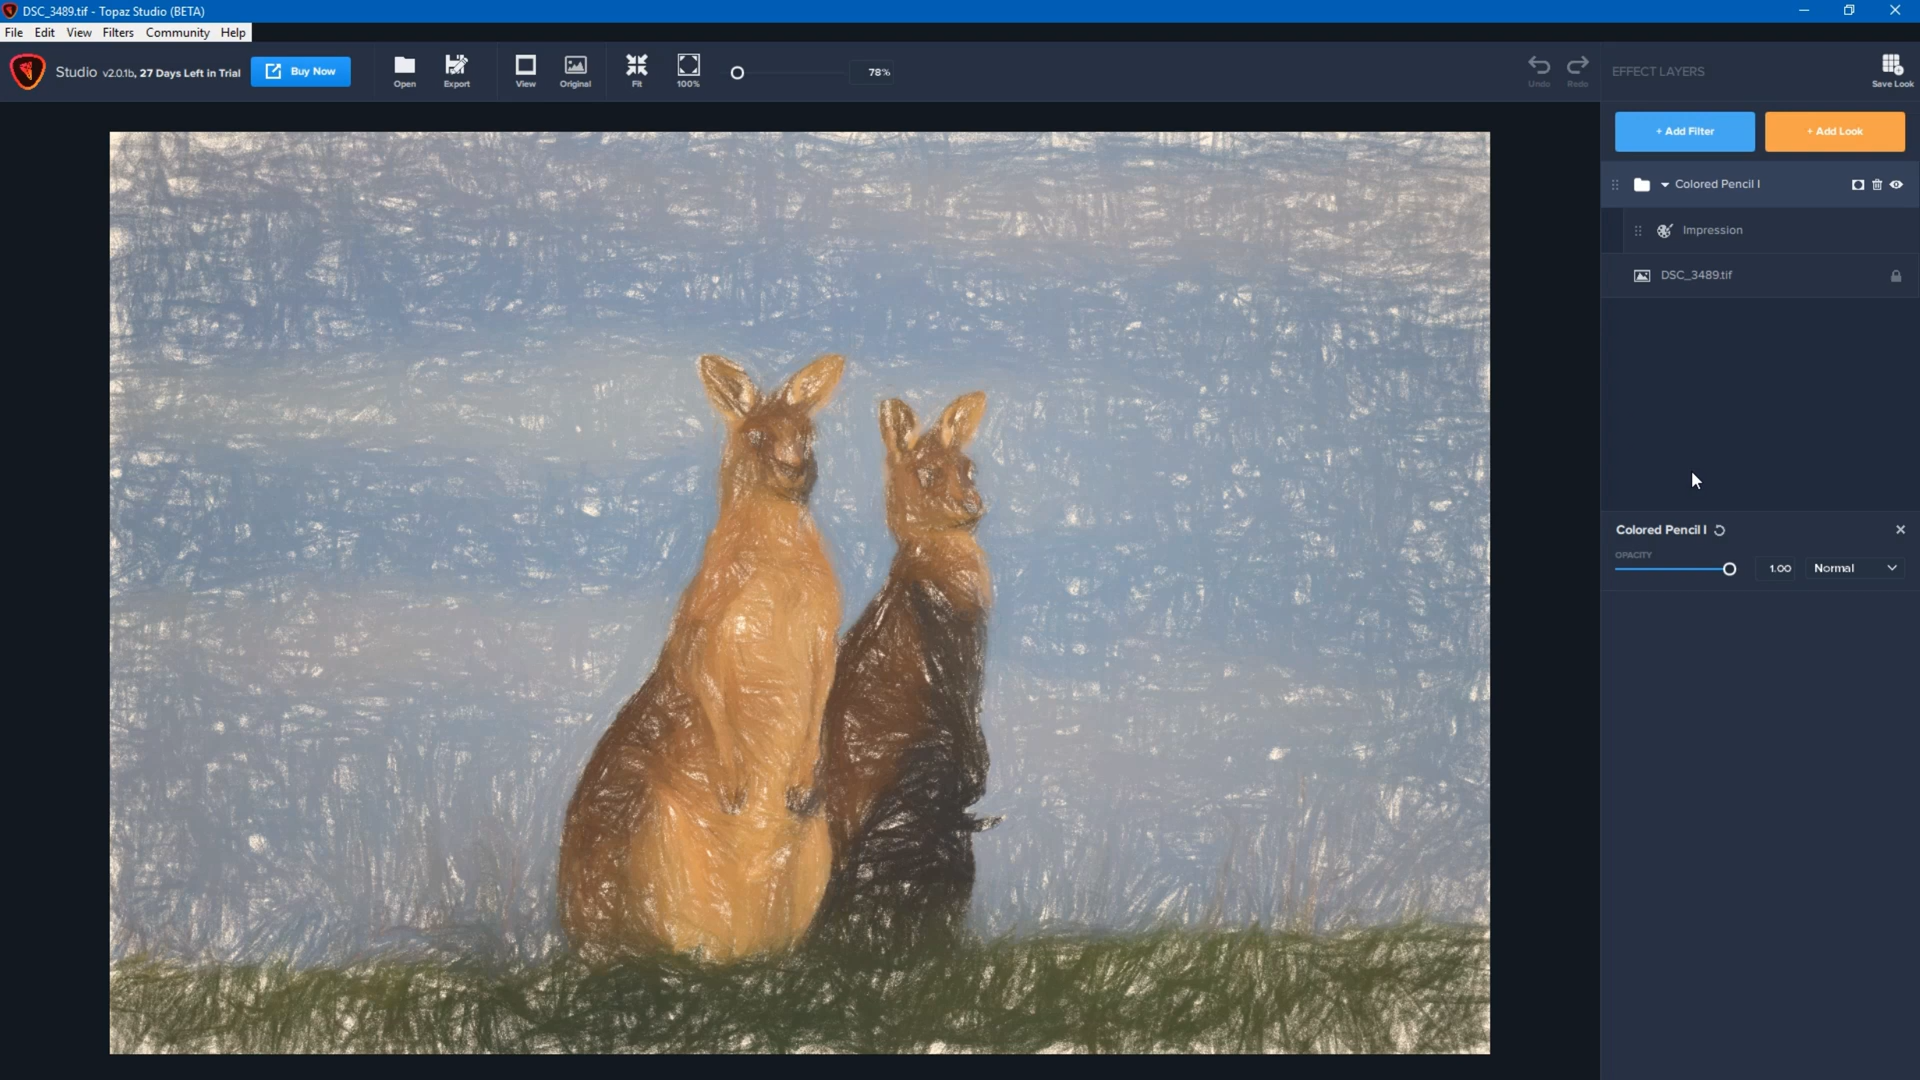 DSC_3489.tif - Topaz Studio (BETA)
File Edit View Filters Community Help
Studio v2.0.1b, 27 Days Left in Trial
Buy Now
Open
Export
View
Original
Fit
100%
78%
Undo
Redo
EFFECT LAYERS
Save Look
+ Add Filter
+ Add Look
Colored Pencil I
Impression
DSC_3489.tif
Colored Pencil I
OPACITY
1.00
Normal